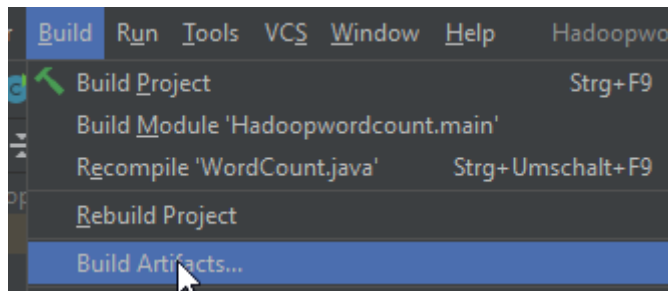 Build Run Tools VCS Window Help Hadoopwo
Build Project Strg+F9
Build Module 'Hadoopwordcount.main'
Recompile 'WordCount.java' Strg+Umschalt+F9
Rebuild Project
Build Artifacts...